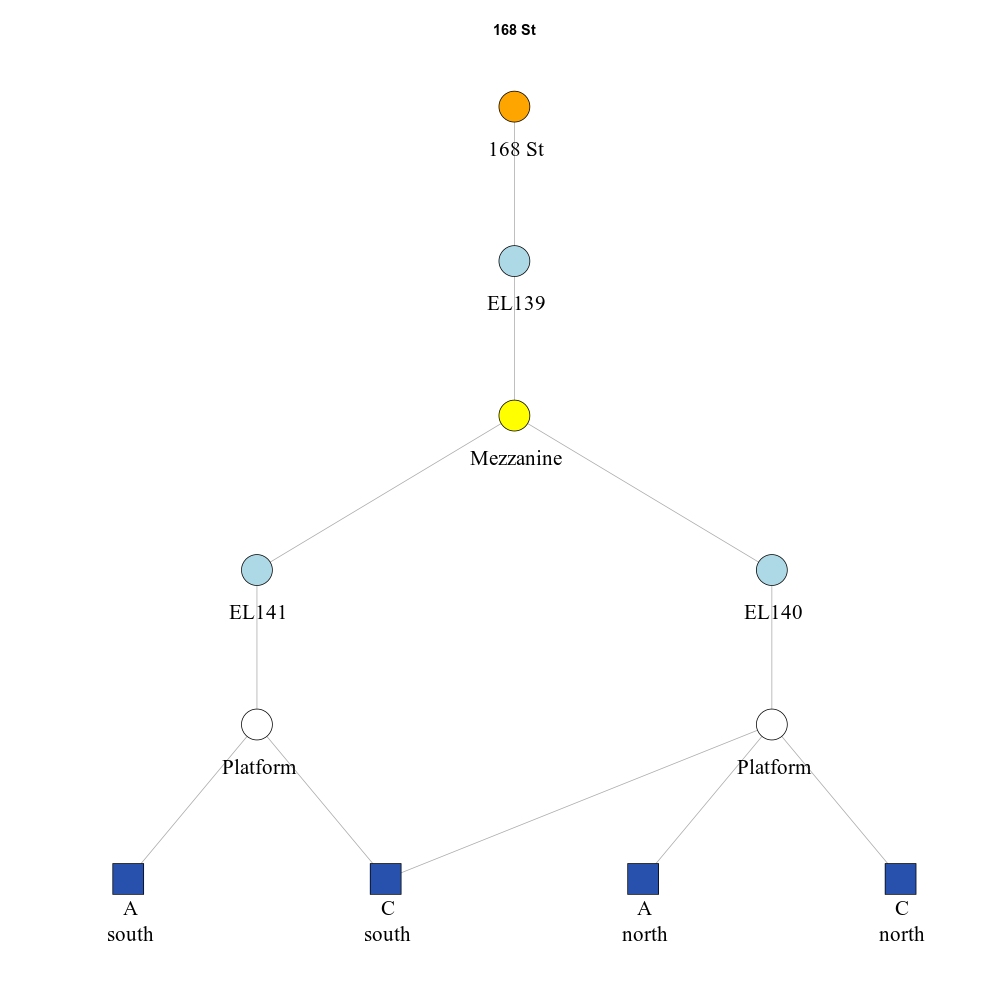 168 St
168 St
EL139
Mezzanine
EL141
EL140
Platform
Platform
A
south
C
south
A
north
C
north